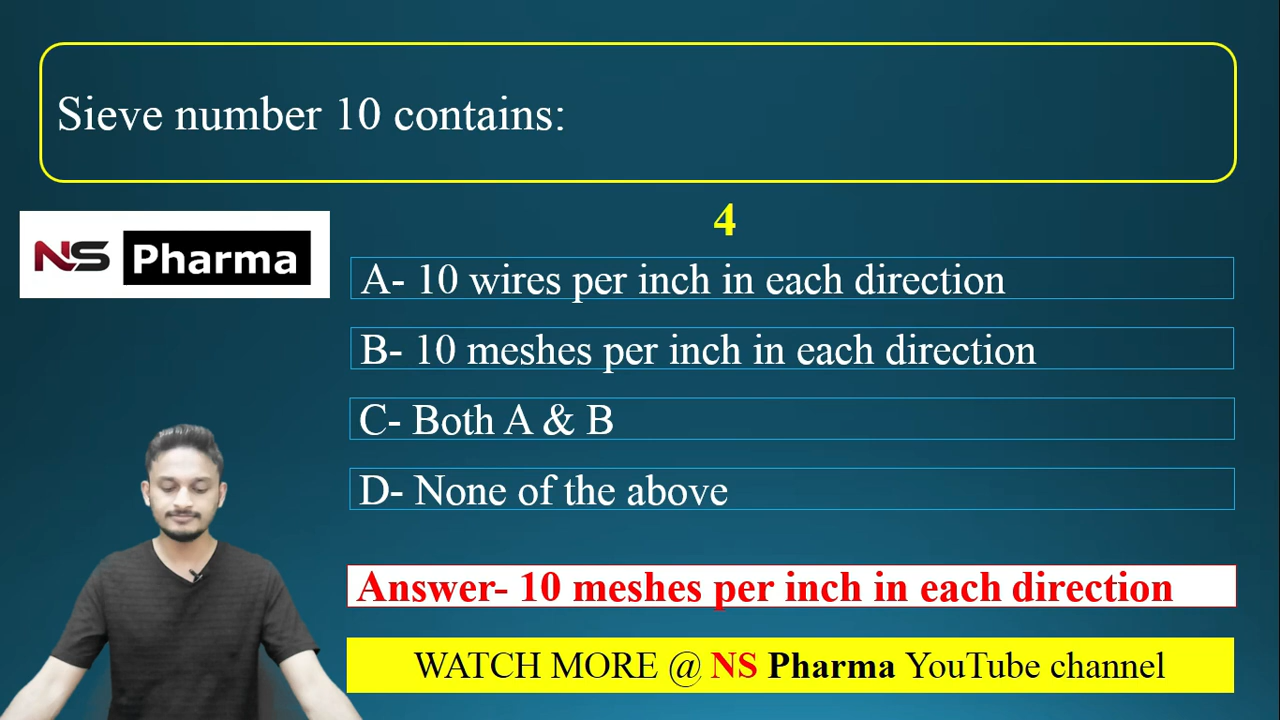 Sieve number 10 contains:
4
NS Pharma
A- 10 wires per inch in each direction
B- 10 meshes per inch in each direction
C- Both A & B
D- None of the above
Answer- 10 meshes per inch in each direction
WATCH MORE @ NS Pharma YouTube channel